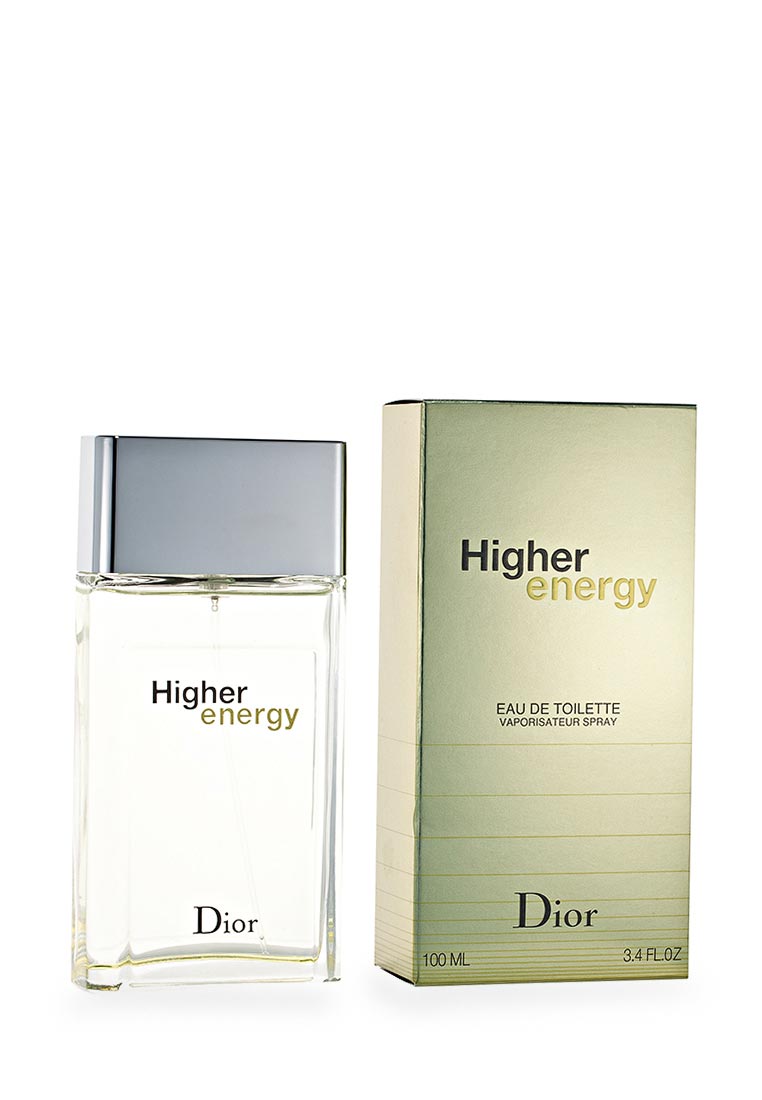 Higher
energy
Dior
Higher
energy
EAU DE TOILETTE
VAPORISATEUR SPRAY
Dior
100 ML
3.4 FL.OZ